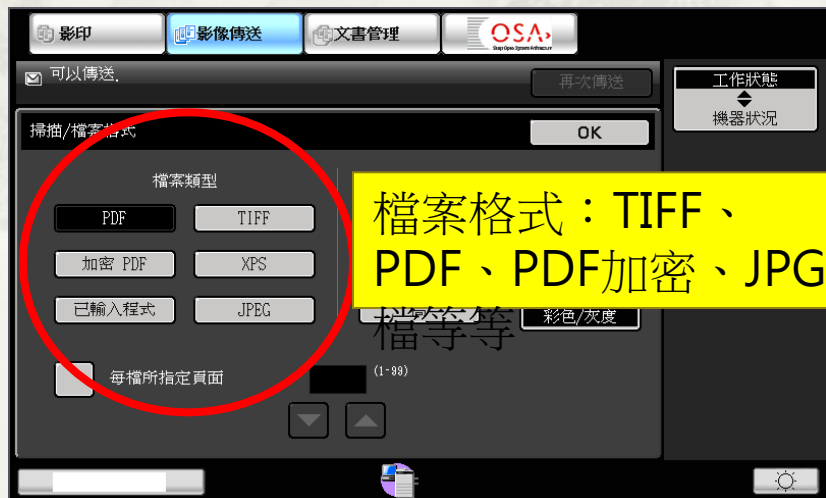 影印
影像傳送
文書管理
OSA
可以傳送.
再次傳送
工作狀態
機器狀況
掃描/檔案格式
OK
檔案類型
PDF
TIFF
加密 PDF
XPS
已輸入程式
JPEG
檔案格式：TIFF、
PDF、PDF加密、JPG
檔等等
彩色/灰度
每檔所指定頁面
(1-99)